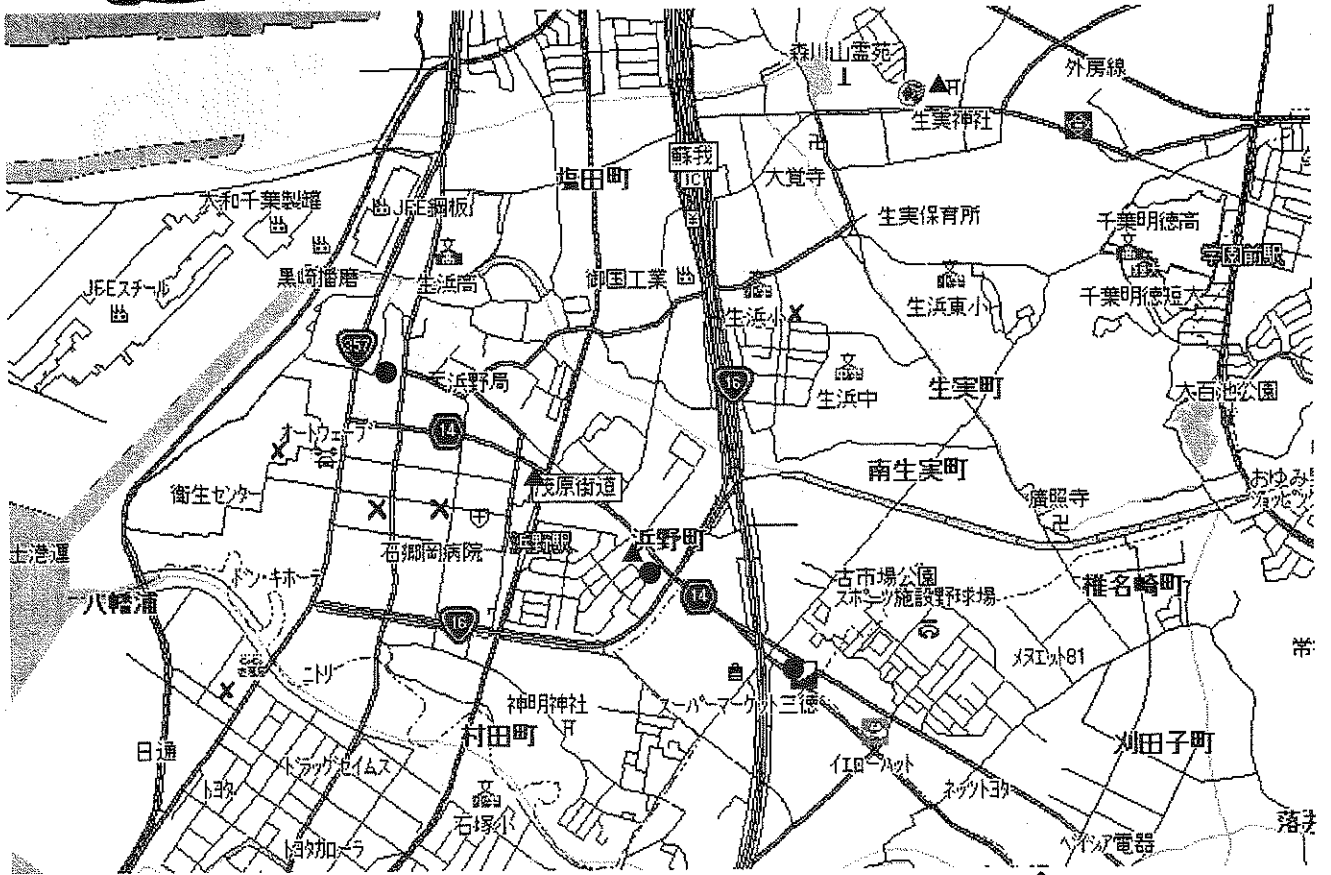 森川山霊苑
外房線
生実神社
蘇我
IC
塩田町
大覚寺
大和千葉製罐
JFE鋼板
生実保育所
千葉明徳高
学園前駅
黒崎播磨
生浜高
御国工業
JFEスチール
生浜小
生浜東小
千葉明徳短大
357
浜野局
16
生浜中
生実町
大百池公園
14
オートウェーブ
南生実町
茂原街道
衛生センター
廣照寺
おゆみ野
石郷岡病院
浜野駅
浜野町
ドン・キホーテ
古市場公園
スポーツ施設野球場
椎名崎町
八幡浦
16
14
ニトリ
メヌエット81
神明神社
スーパーマーケット三徳
村田町
刈田子町
日通
ドラッグセイムス
イエローハット
トヨタ
ネッツトヨタ
石塚小
トヨタカローラ
ベイシア電器
落井